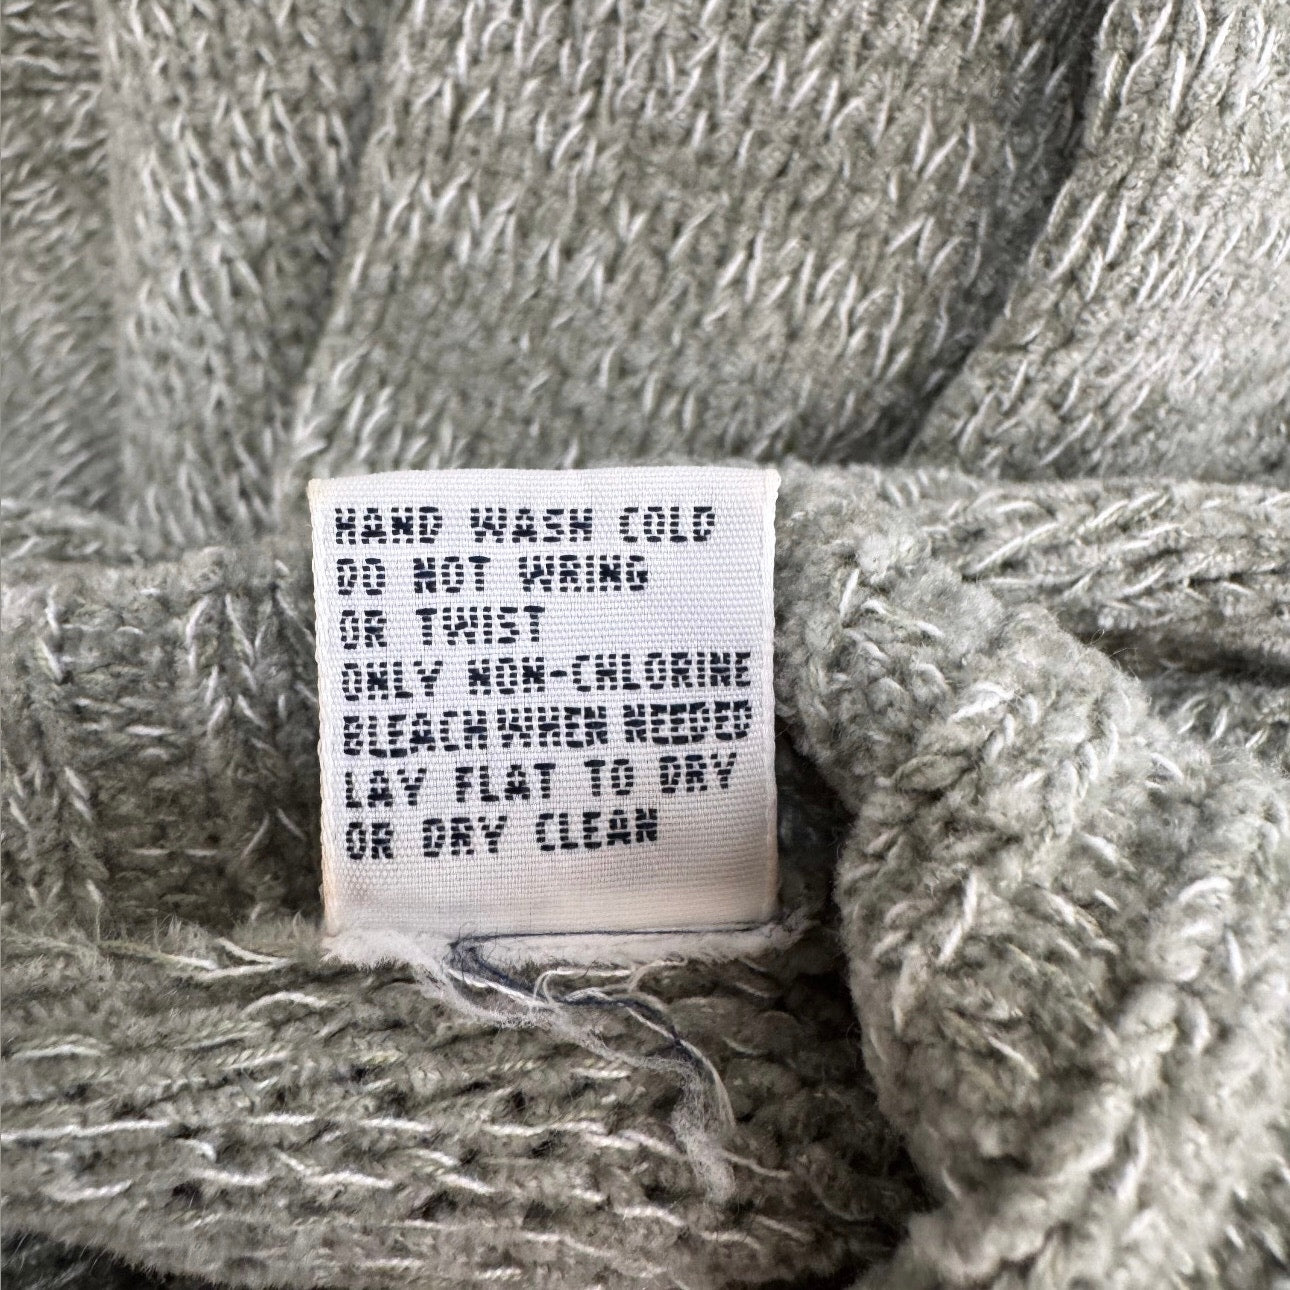 HAND WASH COLD
DO NOT WRING
OR TWIST
ONLY NON-CHLORINE
BLEACH WHEN NEEDED
LAY FLAT TO DRY
OR DRY CLEAN